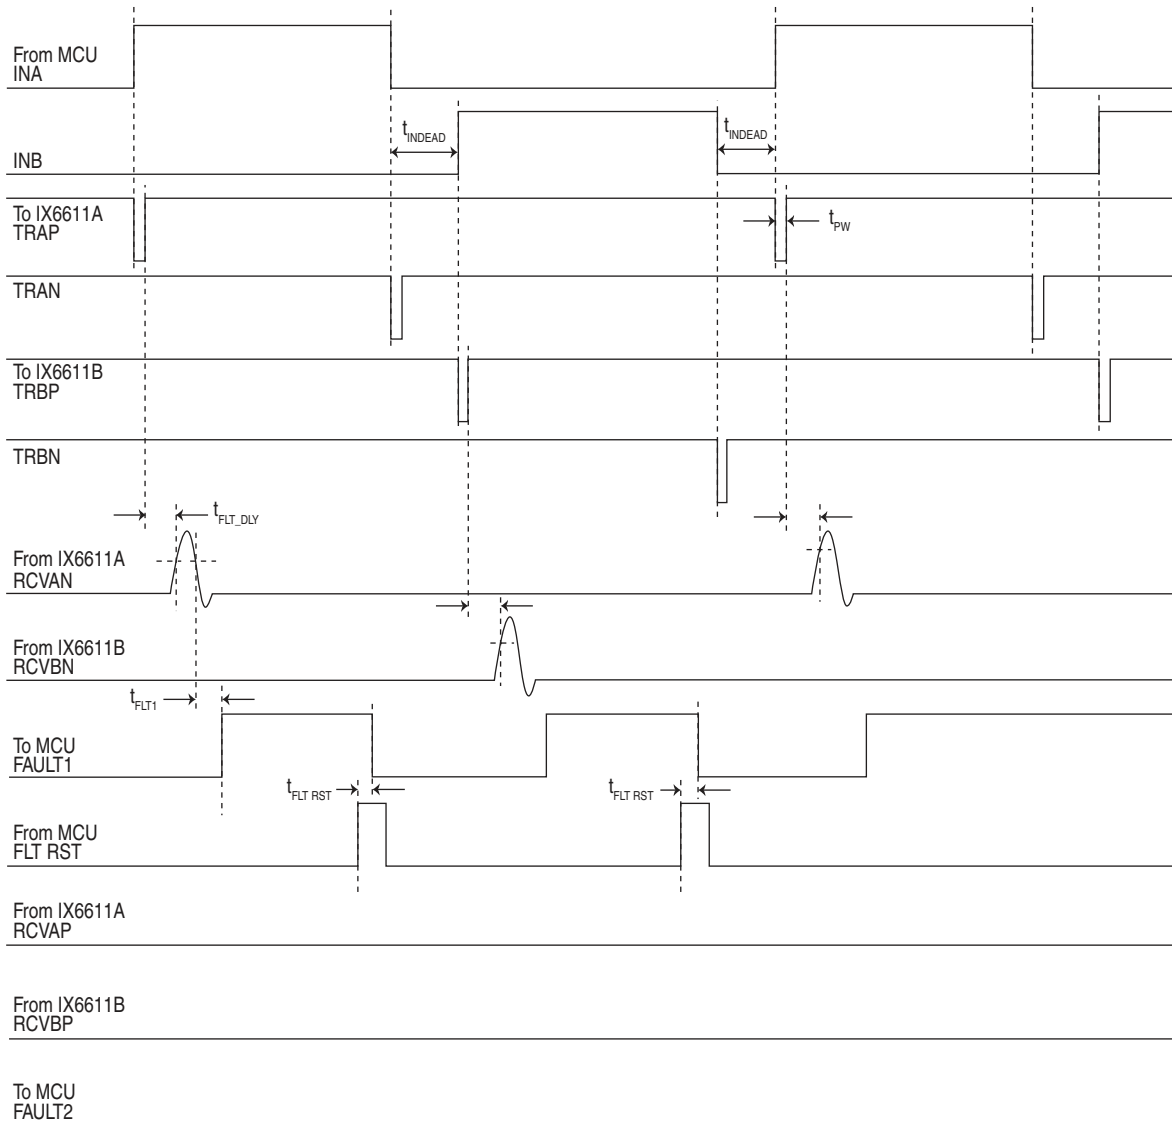 From MCU
INA
tINDEAD
tINDEAD
INB
To IX6611A
TRAP
tPW
TRAN
To IX6611B
TRBP
TRBN
tFLT_DLY
From IX6611A
RCVAN
From IX6611B
RCVBN
tFLT1
To MCU
FAULT1
tFLT RST
tFLT RST
From MCU
FLT RST
From IX6611A
RCVAP
From IX6611B
RCVBP
To MCU
FAULT2